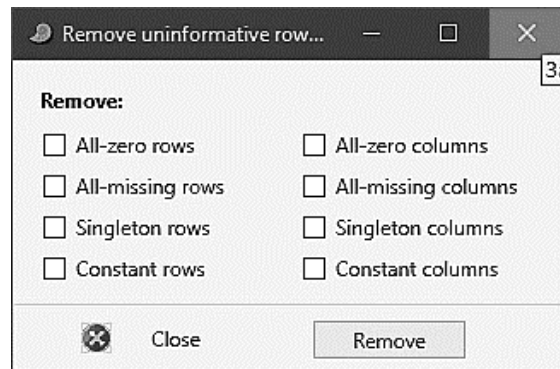 Remove uninformative row...
За
Remove:
All-zero rows All-zero columns
All-missing rows All-missing columns
Singleton rows Singleton columns
Constant rows Constant columns
Close Remove